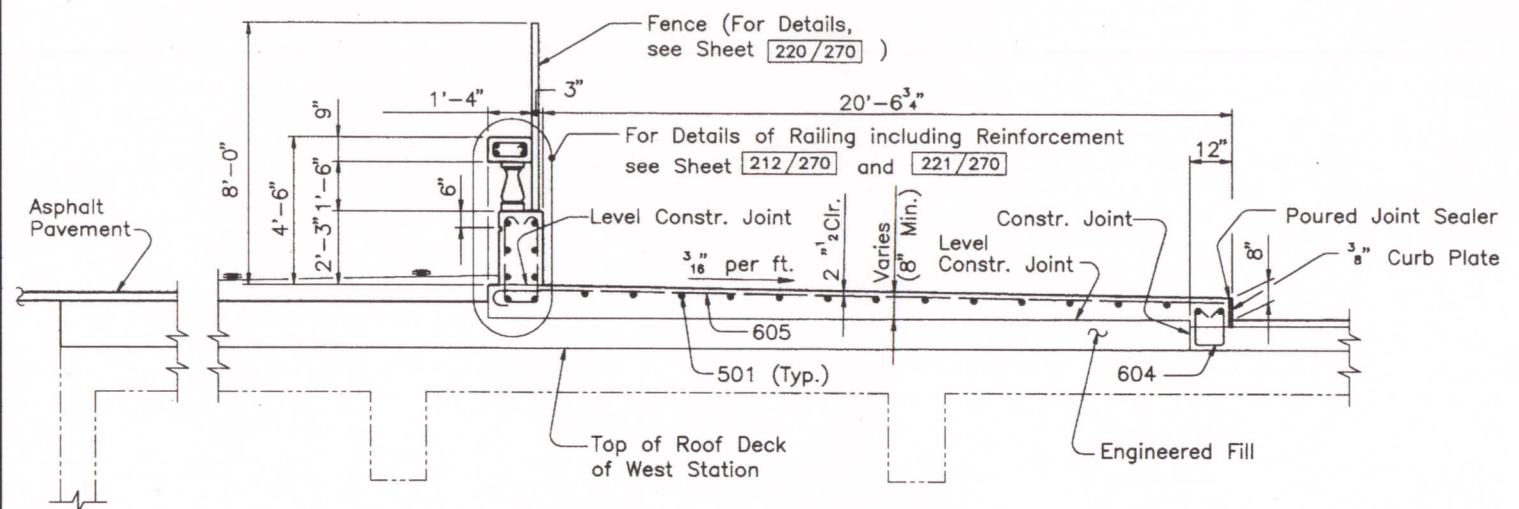 Fence (For Details,
see Sheet 220/270 )
3"
1'-4"
20'-6 3/4"
9"
8'-0"
4'-6"
1'-6"
2'-3"
6"
For Details of Railing including Reinforcement
see Sheet 212/270 and 221/270
12"
Asphalt
Pavement
Level Constr. Joint
3/16" per ft.
2 1/2" Clr.
Varies
(8" Min.)
Constr. Joint
Level
Constr. Joint
Poured Joint Sealer
3/8" Curb Plate
8"
605
501 (Typ.)
604
Top of Roof Deck
of West Station
Engineered Fill